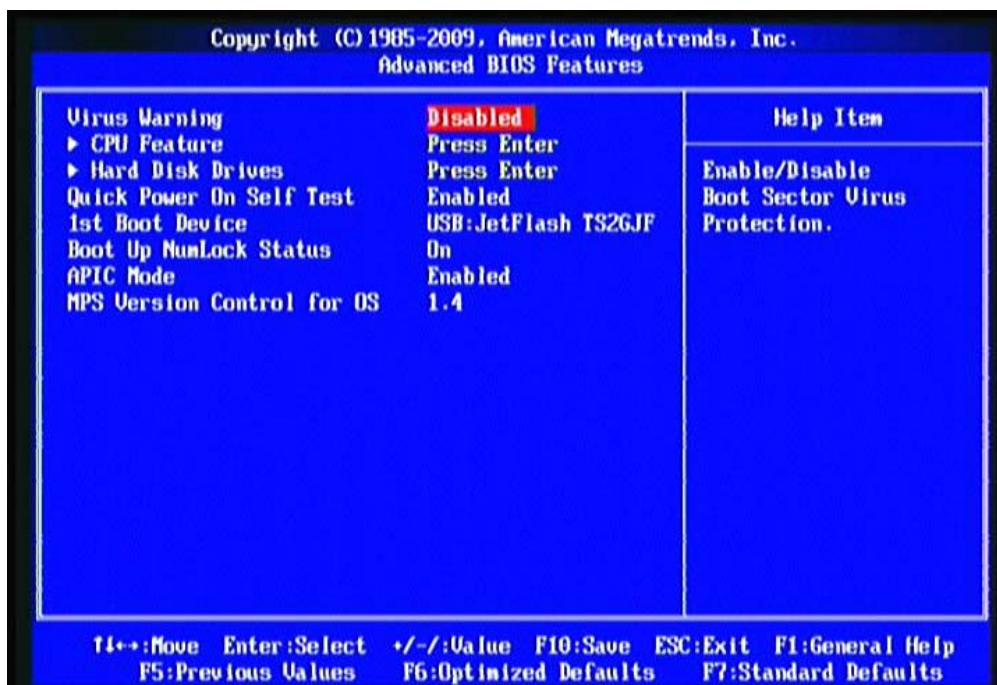 Copyright (C)1985-2009, American Megatrends, Inc.
Advanced BIOS Features
Virus Warning Disabled
▶ CPU Feature Press Enter
▶ Hard Disk Drives Press Enter
Quick Power On Self Test Enabled
1st Boot Device USB:JetFlash TS2GJF
Boot Up NumLock Status On
APIC Mode Enabled
MPS Version Control for OS 1.4
Help Item
Enable/Disable
Boot Sector Virus
Protection.
↑↓←→:Move Enter:Select +/-/:Value F10:Save ESC:Exit F1:General Help
F5:Previous Values F6:Optimized Defaults F7:Standard Defaults